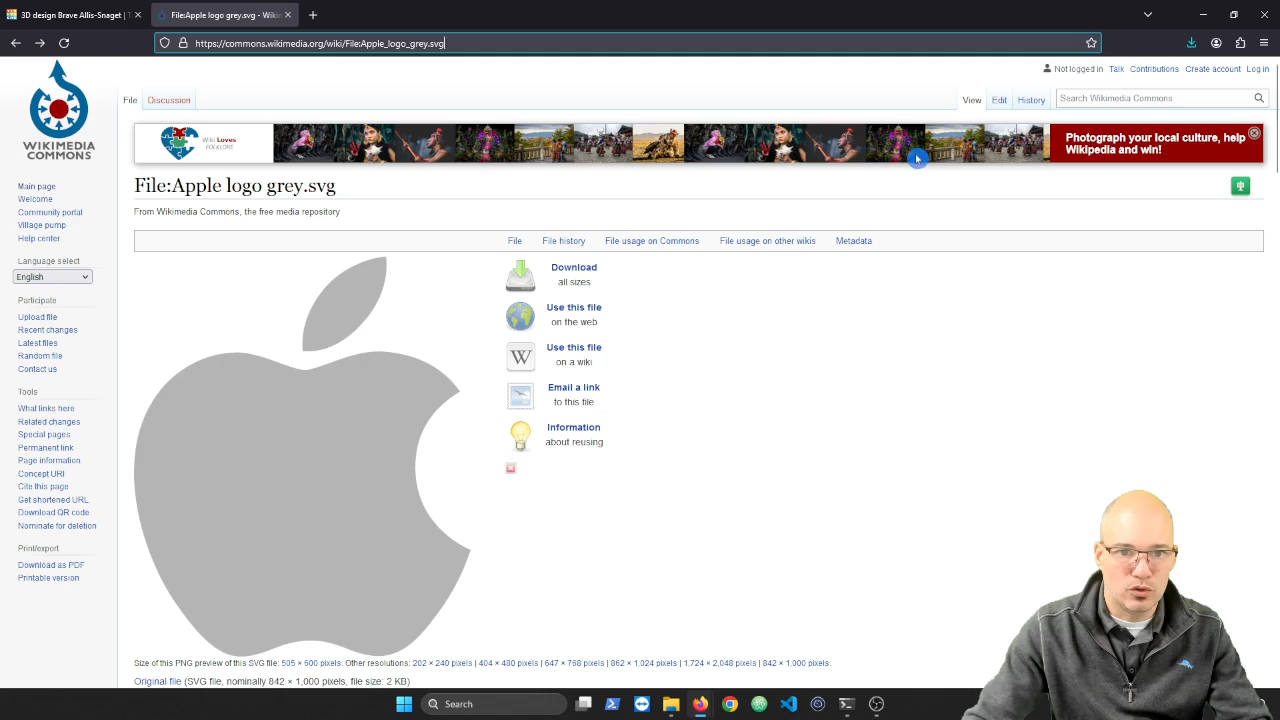 3D design Brave Allis-Snaget | T
File:Apple logo grey.svg - Wikim
https://commons.wikimedia.org/wiki/File:Apple_logo_grey.svg
Not logged in Talk Contributions Create account Log in
File Discussion View Edit History Search Wikimedia Commons
WIKIMEDIA
COMMONS
Wiki Loves
FOLKLORE
Photograph your local culture, help
Wikipedia and win!
File:Apple logo grey.svg
From Wikimedia Commons, the free media repository
File File history File usage on Commons File usage on other wikis Metadata
Main page
Welcome
Community portal
Village pump
Help center
Language select
English
Participate
Upload file
Recent changes
Latest files
Random file
Contact us
Tools
What links here
Related changes
Special pages
Permanent link
Page information
Concept URI
Cite this page
Get shortened URL
Download QR code
Nominate for deletion
Print/export
Download as PDF
Printable version
Download
all sizes
Use this file
on the web
W
Use this file
on a wiki
Email a link
to this file
Information
about reusing
Size of this PNG preview of this SVG file: 505 × 600 pixels. Other resolutions: 202 × 240 pixels | 404 × 480 pixels | 647 × 768 pixels | 862 × 1,024 pixels | 1,724 × 2,048 pixels | 842 × 1,000 pixels.
Original file (SVG file, nominally 842 × 1,000 pixels, file size: 2 KB)
Search